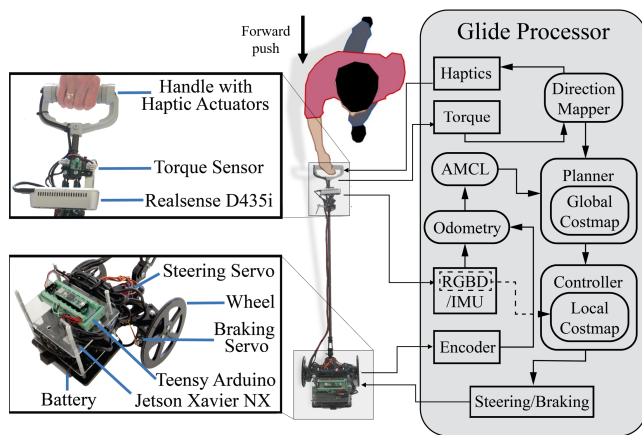 Forward
push
Handle with
Haptic Actuators
Torque Sensor
Realsense D435i
Steering Servo
Wheel
Braking
Servo
Teensy Arduino
Jetson Xavier NX
Battery
Glide Processor
Haptics
Direction
Mapper
Torque
AMCL
Planner
Global
Costmap
Odometry
Controller
RGBD
/IMU
Local
Costmap
Encoder
Steering/Braking